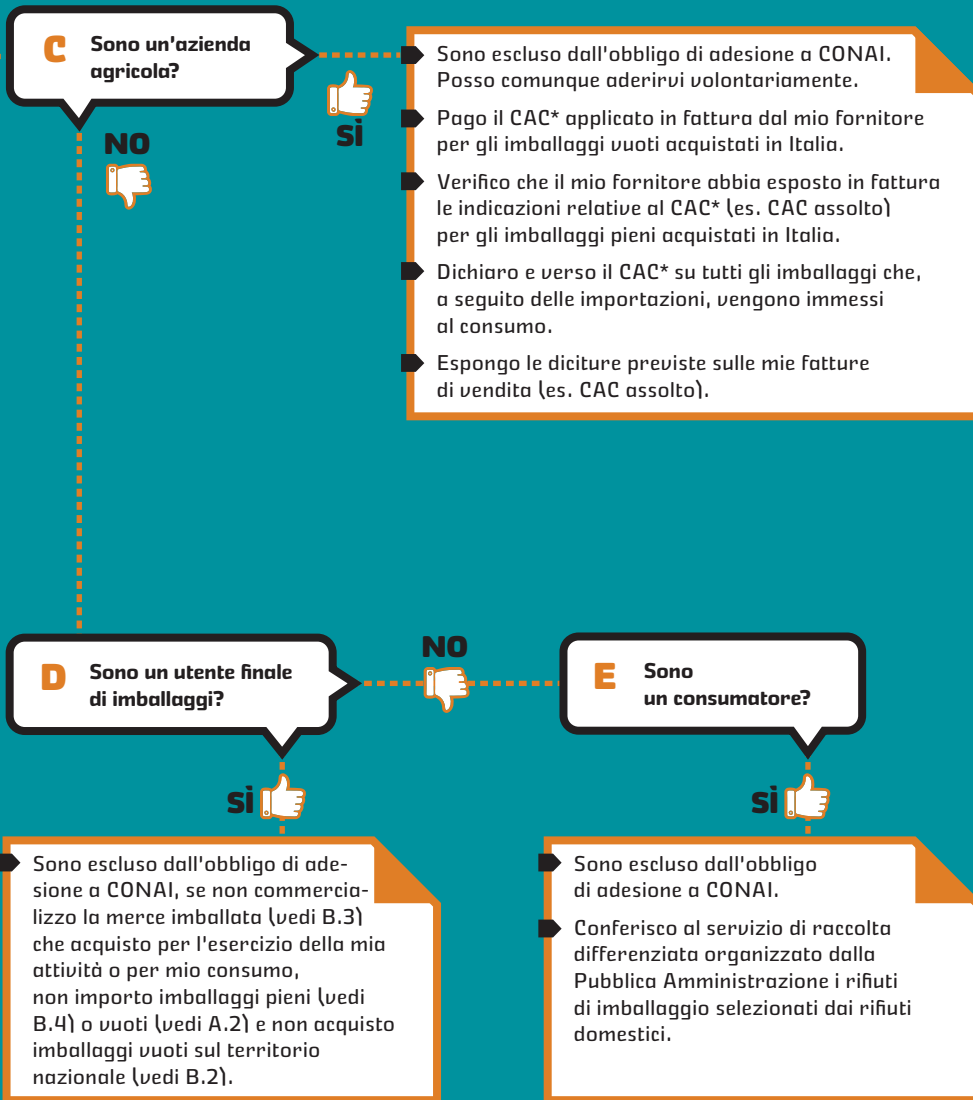 C Sono un'azienda
agricola?
NO
SÌ
Sono escluso dall'obbligo di adesione a CONAI.
Posso comunque aderirvi volontariamente.
Pago il CAC* applicato in fattura dal mio fornitore
per gli imballaggi vuoti acquistati in Italia.
Verifico che il mio fornitore abbia esposto in fattura
le indicazioni relative al CAC* (es. CAC assolto)
per gli imballaggi pieni acquistati in Italia.
Dichiaro e verso il CAC* su tutti gli imballaggi che,
a seguito delle importazioni, vengono immessi
al consumo.
Espongo le diciture previste sulle mie fatture
di vendita (es. CAC assolto).
D Sono un utente finale
di imballaggi?
NO
E Sono
un consumatore?
SÌ
Sono escluso dall'obbligo di ade-
sione a CONAI, se non commercia-
lizzo la merce imballata (vedi B.3)
che acquisto per l'esercizio della mia
attività o per mio consumo,
non importo imballaggi pieni (vedi
B.4) o vuoti (vedi A.2) e non acquisto
imballaggi vuoti sul territorio
nazionale (vedi B.2).
SÌ
Sono escluso dall'obbligo
di adesione a CONAI.
Conferisco al servizio di raccolta
differenziata organizzato dalla
Pubblica Amministrazione i rifiuti
di imballaggio selezionati dai rifiuti
domestici.